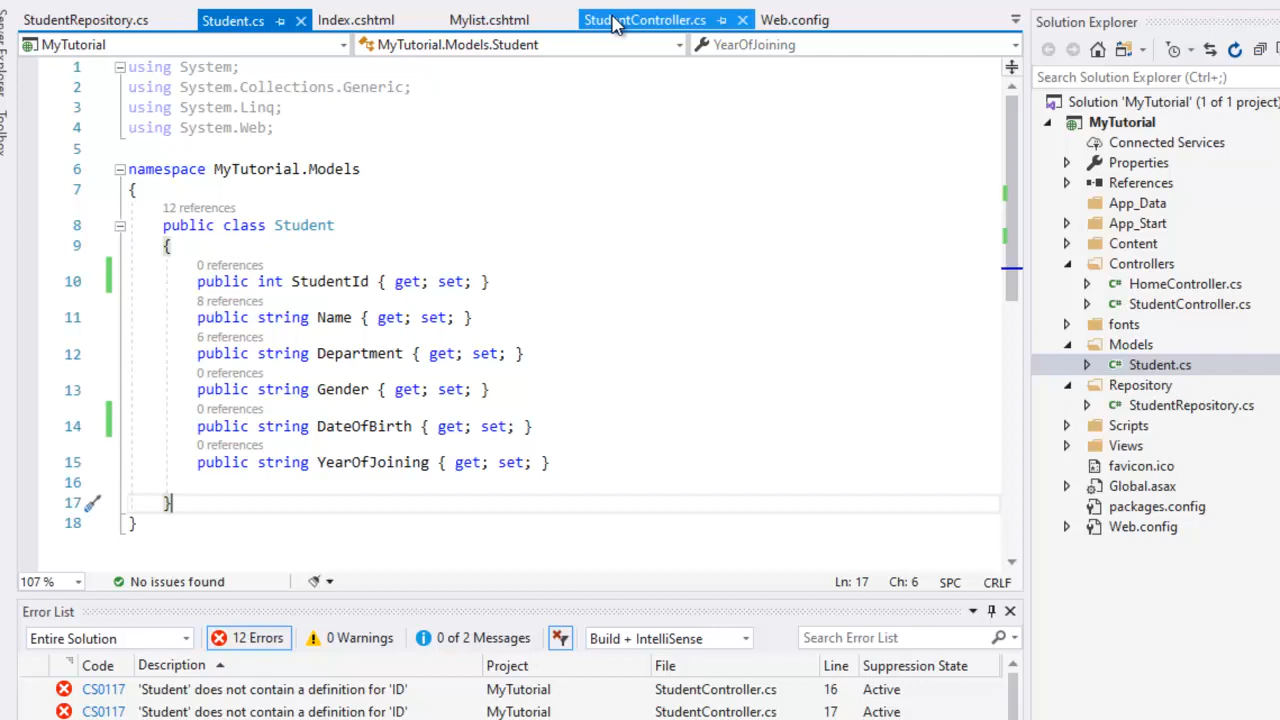 StudentRepository.cs Student.cs Index.cshtml Mylist.cshtml StudentController.cs Web.config
MyTutorial MyTutorial.Models.Student YearOfJoining
1 using System;
2 using System.Collections.Generic;
3 using System.Linq;
4 using System.Web;
5
6 namespace MyTutorial.Models
7 {
12 references
8 public class Student
9 {
0 references
10 public int StudentId { get; set; }
8 references
11 public string Name { get; set; }
6 references
12 public string Department { get; set; }
0 references
13 public string Gender { get; set; }
0 references
14 public string DateOfBirth { get; set; }
0 references
15 public string YearOfJoining { get; set; }
16
17 }
18 }
107 % No issues found Ln: 17 Ch: 6 SPC CRLF
Error List
Entire Solution 12 Errors 0 Warnings 0 of 2 Messages Build + IntelliSense Search Error List
Code Description Project File Line Suppression State
CS0117 'Student' does not contain a definition for 'ID' MyTutorial StudentController.cs 16 Active
CS0117 'Student' does not contain a definition for 'ID' MyTutorial StudentController.cs 17 Active
Server Explorer
Toolbox
Solution Explorer
Search Solution Explorer (Ctrl+;)
Solution 'MyTutorial' (1 of 1 project)
MyTutorial
Connected Services
Properties
References
App_Data
App_Start
Content
Controllers
HomeController.cs
StudentController.cs
fonts
Models
Student.cs
Repository
StudentRepository.cs
Scripts
Views
favicon.ico
Global.asax
packages.config
Web.config